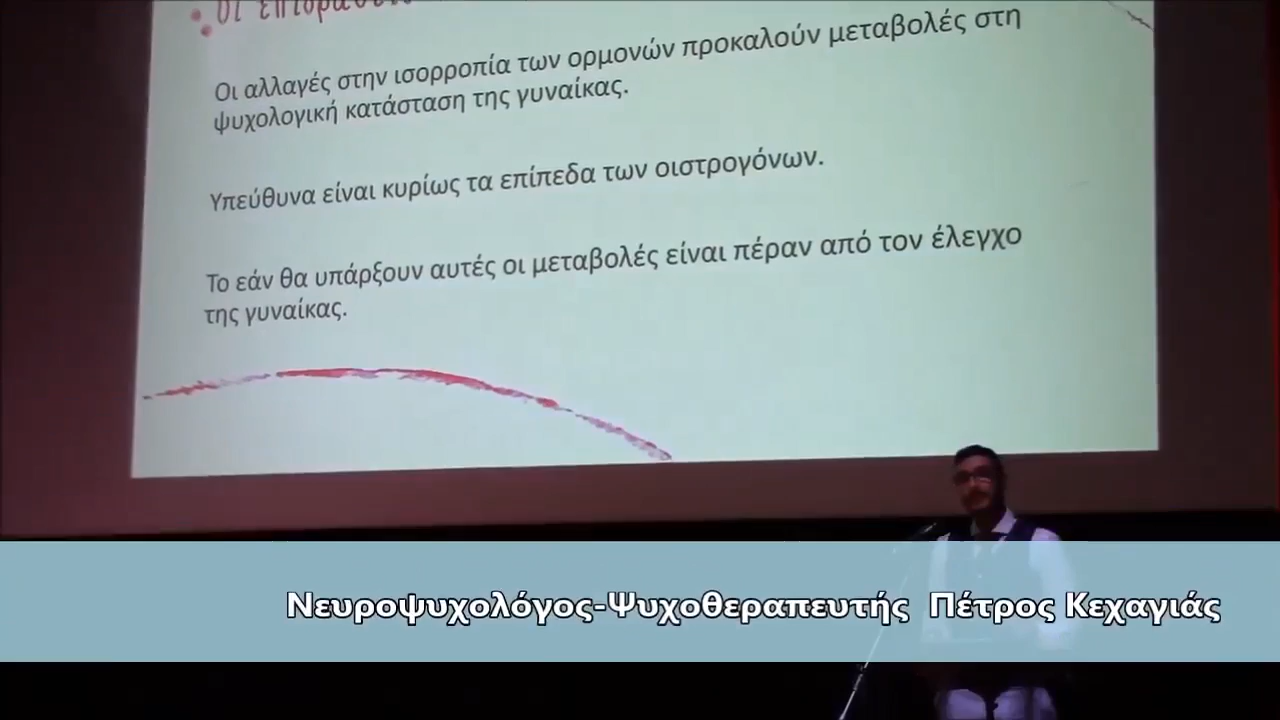 Οι αλλαγές στην ισορροπία των ορμονών προκαλούν μεταβολές στη
ψυχολογική κατάσταση της γυναίκας.
Υπεύθυνα είναι κυρίως τα επίπεδα των οιστρογόνων.
Το εάν θα υπάρξουν αυτές οι μεταβολές είναι πέραν από τον έλεγχο
της γυναίκας.
Νευροψυχολόγος-Ψυχοθεραπευτής Πέτρος Κεχαγιάς